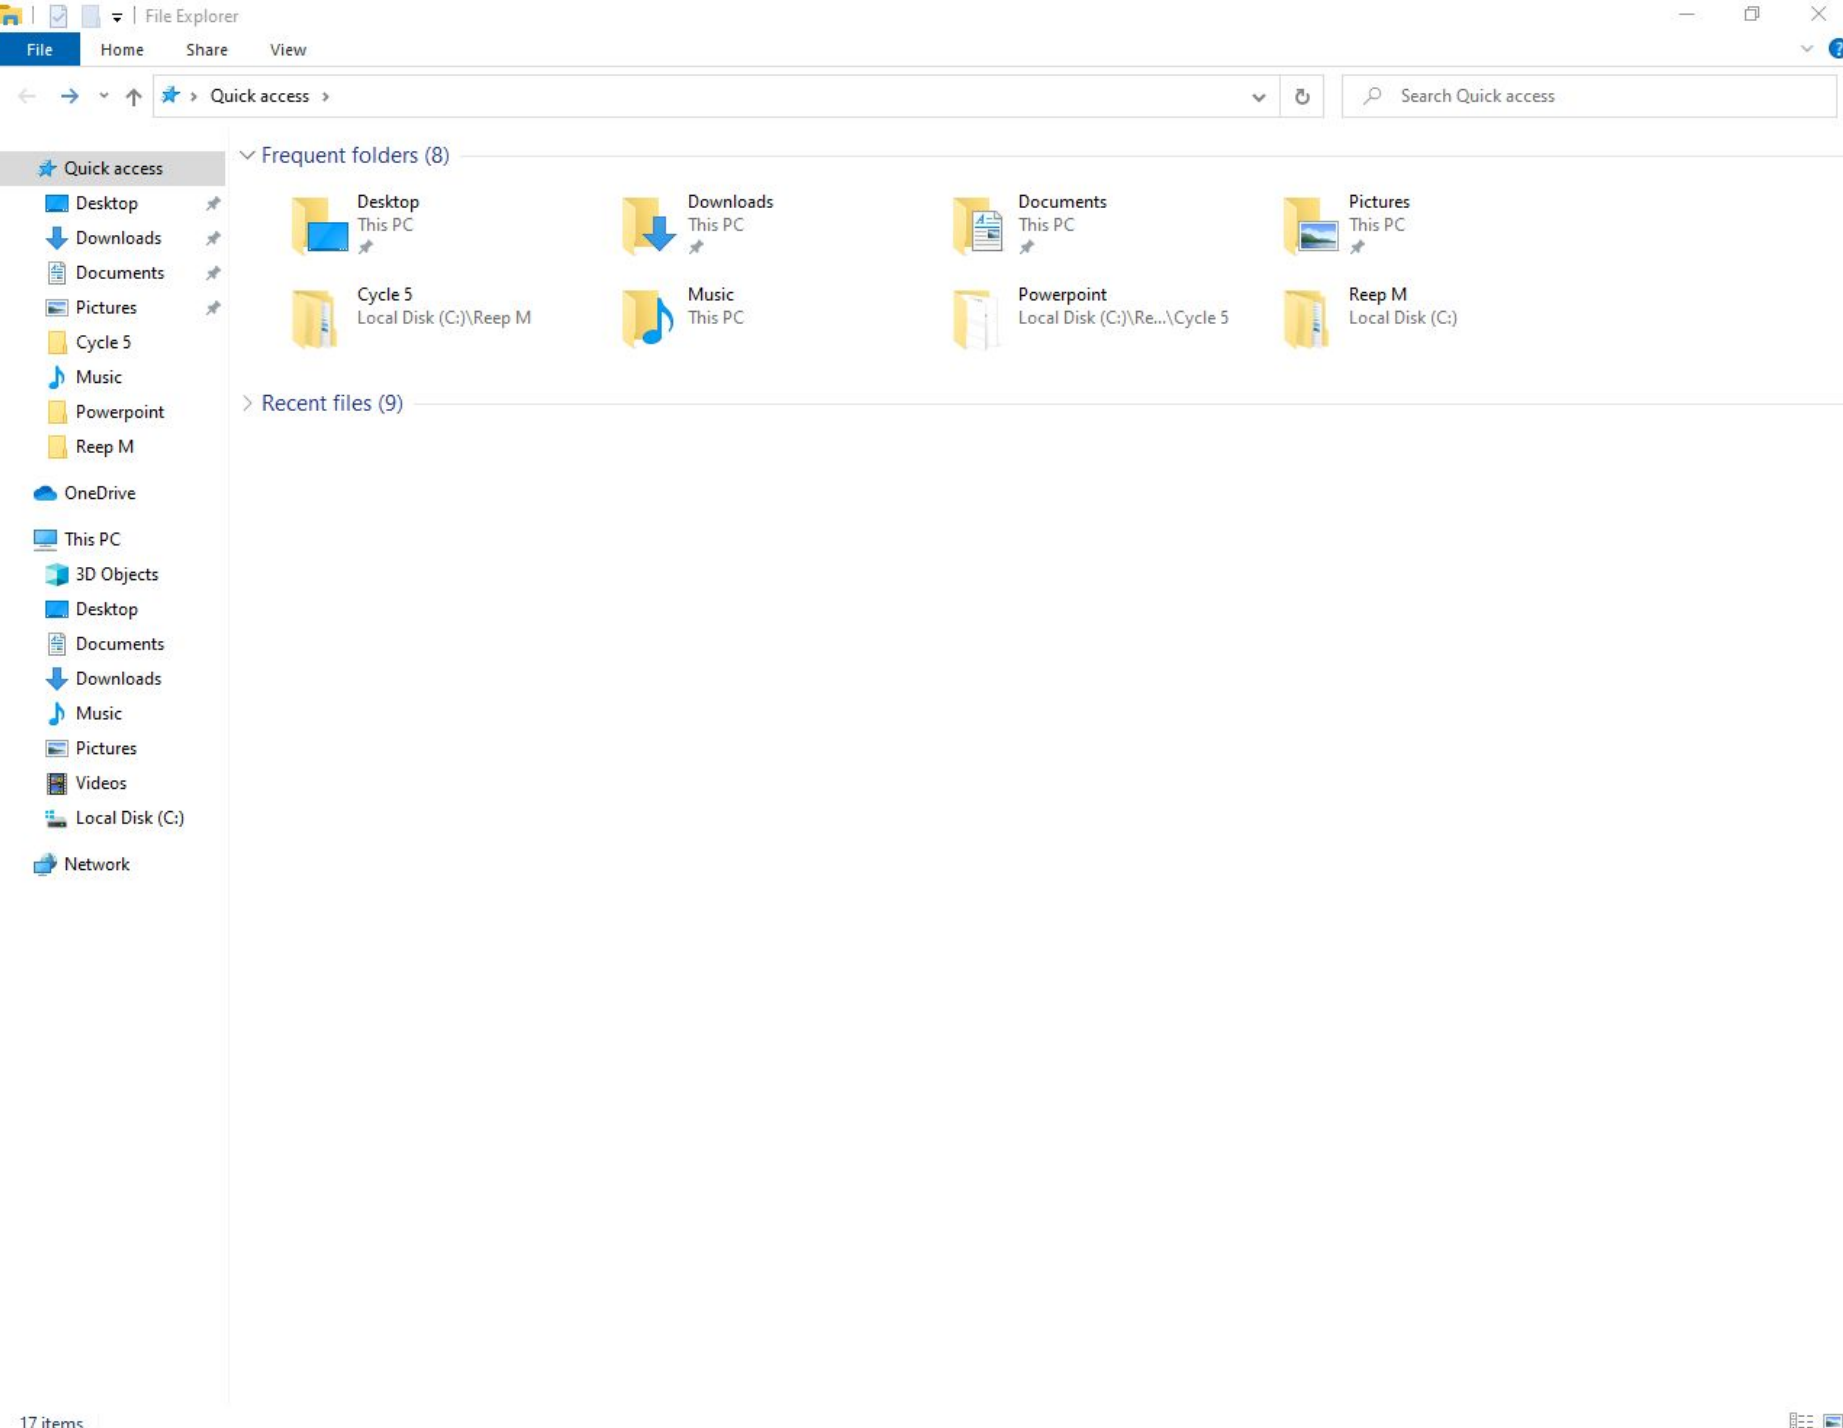 File Explorer
File Home Share View
Quick access
Search Quick access
Quick access
Desktop
Downloads
Documents
Pictures
Cycle 5
Music
Powerpoint
Reep M
OneDrive
This PC
3D Objects
Desktop
Documents
Downloads
Music
Pictures
Videos
Local Disk (C:)
Network
Frequent folders (8)
Desktop
This PC
Downloads
This PC
Documents
This PC
Pictures
This PC
Cycle 5
Local Disk (C:)\Reep M
Music
This PC
Powerpoint
Local Disk (C:)\Re...\Cycle 5
Reep M
Local Disk (C:)
Recent files (9)
17 items